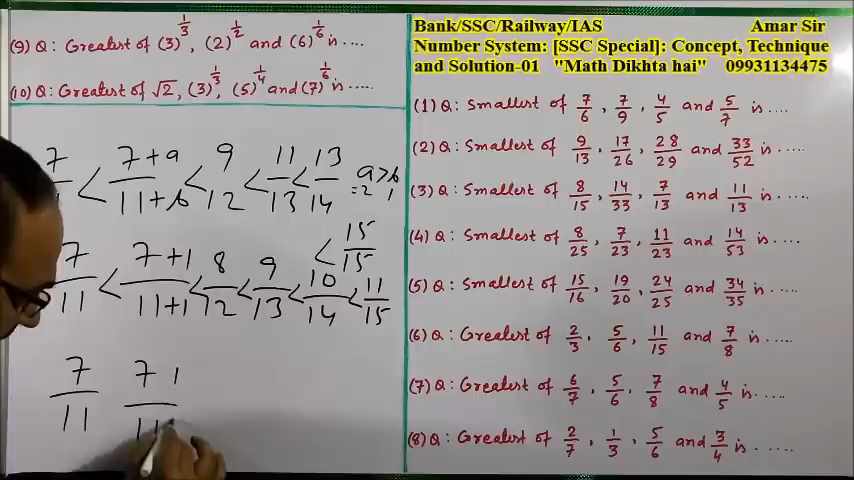 (9) Q: Greatest of (3)^1/3, (2)^1/2 and (6)^1/6 is ....
(10) Q: Greatest of √2, (3)^1/3, (5)^1/4 and (7)^1/6 is .....
7 < 7+a/11+b < 9/12 < 11/13 < 13/14 a>b
=2 1
< 15/15
7/11 < 7+1/11+1 < 8/12 < 9/13 < 10/14 < 11/15
7/11 7 1/11
Bank/SSC/Railway/IAS Amar Sir
Number System: [SSC Special]: Concept, Technique
and Solution-01 "Math Dikhta hai" 09931134475
(1) Q: Smallest of 7/6, 7/9, 4/5 and 5/7 is ....
(2) Q: Smallest of 9/13, 17/26, 28/29 and 33/52 is .....
(3) Q: Smallest of 8/15, 14/33, 7/13 and 11/13 is .....
(4) Q: Smallest of 8/25, 7/23, 11/23 and 14/53 is ....
(5) Q: Smallest of 15/16, 19/20, 24/25 and 34/35 is ....
(6) Q: Greatest of 2/3, 5/6, 11/15 and 7/8 is ....
(7) Q: Greatest of 6/7, 5/6, 7/8 and 4/5 is ....
(8) Q: Greatest of 2/7, 1/3, 5/6 and 3/4 is ......